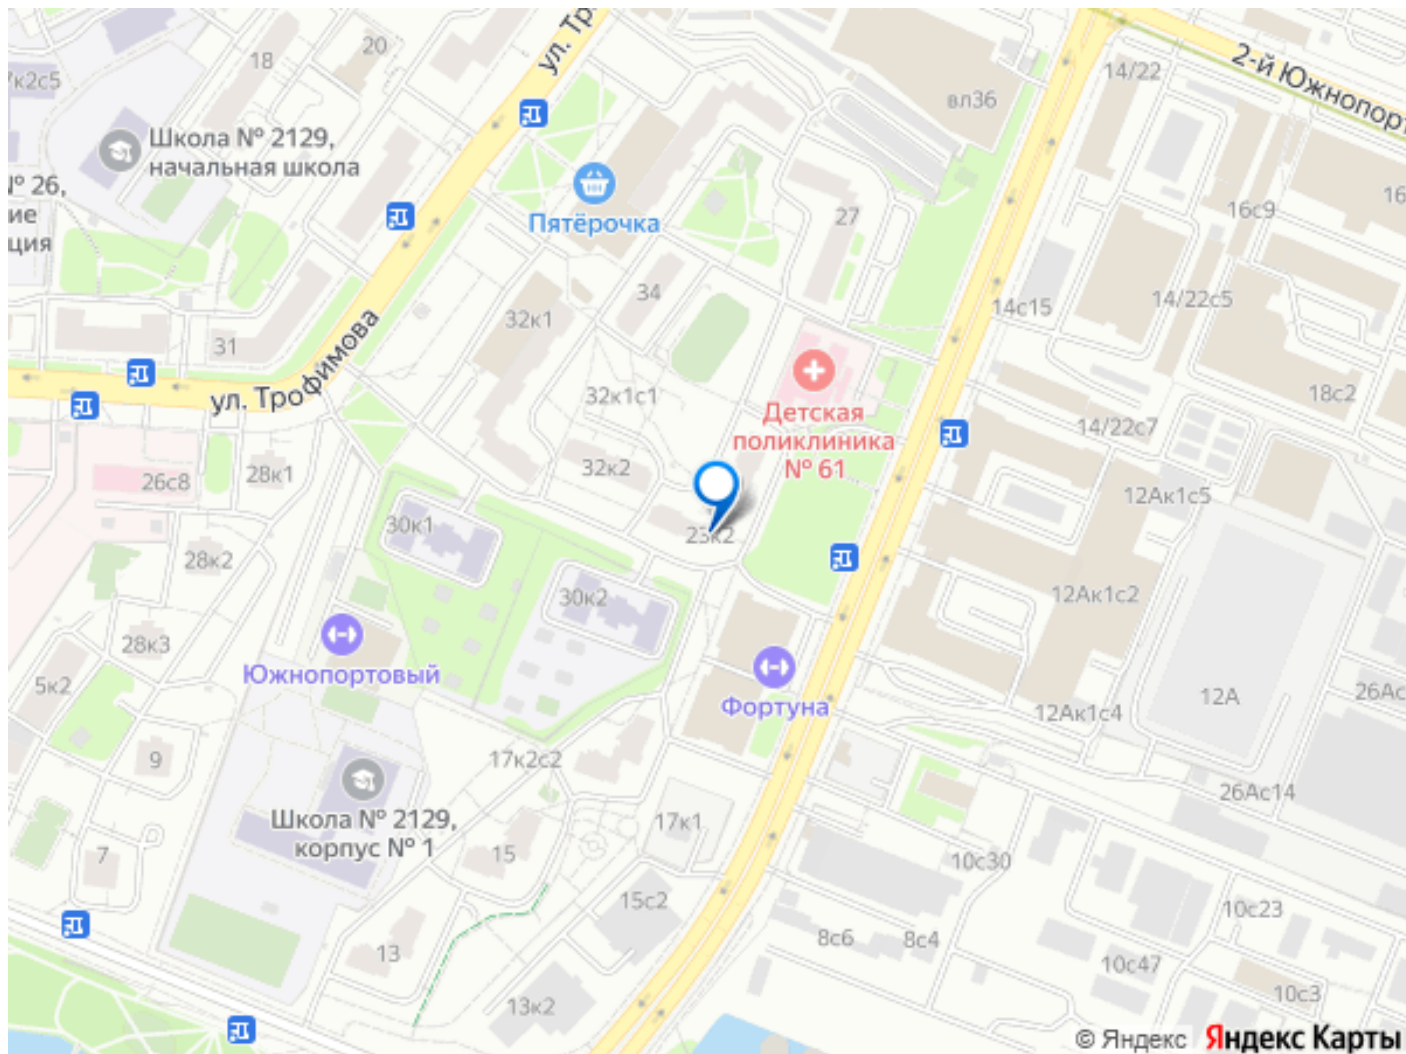 ул. Тр
2-й Южнопорт
20
18
7к2с5
14/22
вл36
Школа № 2129,
начальная школа
№ 26,
ие
ция
16
16с9
Пятёрочка
27
34
14с15
14/22с5
32к1
31
ул. Трофимова
32к1с1
18с2
Детская
поликлиника
№ 61
14/22с7
32к2
28к1
26с8
12Ак1с5
30к1
23к2
28к2
30к2
12Ак1с2
28к3
Южнопортовый
5к2
Фортуна
12А
26Ас
12Ак1с4
9
17к2с2
26Ас14
Школа № 2129,
корпус № 1
17к1
7
15
10с30
15с2
10с23
8с6
8с4
13
10с47
10с3
13к2
© Яндекс Яндекс Карты